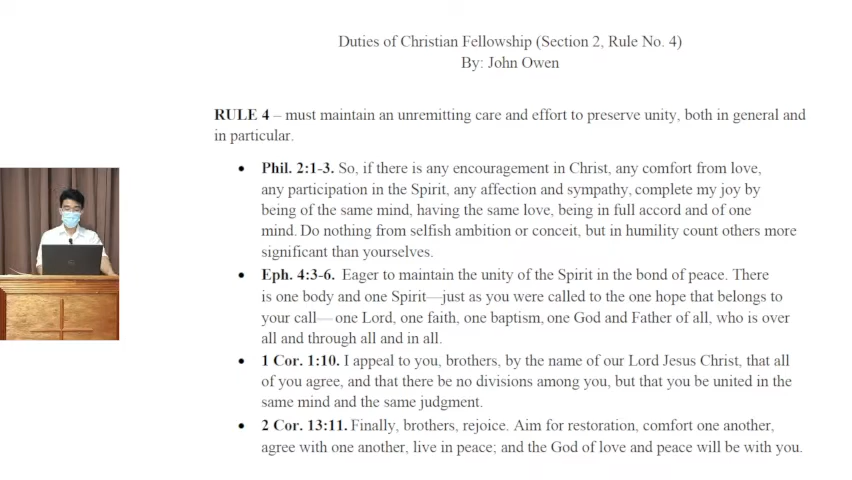 Duties of Christian Fellowship (Section 2, Rule No. 4)
By: John Owen
RULE 4 – must maintain an unremitting care and effort to preserve unity, both in general and
in particular.
• Phil. 2:1-3. So, if there is any encouragement in Christ, any comfort from love,
any participation in the Spirit, any affection and sympathy, complete my joy by
being of the same mind, having the same love, being in full accord and of one
mind. Do nothing from selfish ambition or conceit, but in humility count others more
significant than yourselves.
• Eph. 4:3-6. Eager to maintain the unity of the Spirit in the bond of peace. There
is one body and one Spirit—just as you were called to the one hope that belongs to
your call— one Lord, one faith, one baptism, one God and Father of all, who is over
all and through all and in all.
• 1 Cor. 1:10. I appeal to you, brothers, by the name of our Lord Jesus Christ, that all
of you agree, and that there be no divisions among you, but that you be united in the
same mind and the same judgment.
• 2 Cor. 13:11. Finally, brothers, rejoice. Aim for restoration, comfort one another,
agree with one another, live in peace; and the God of love and peace will be with you.